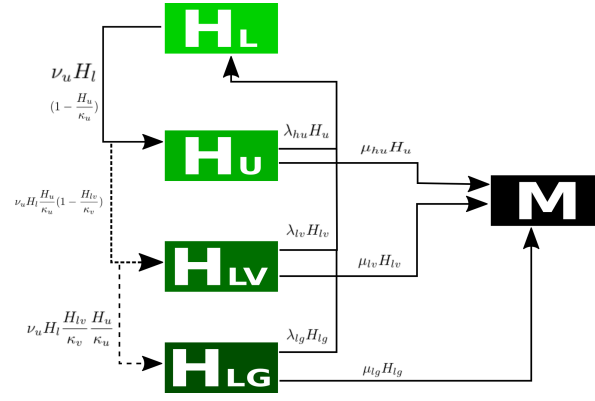 H_L
ν_u H_l
(1 − H_u/κ_u)
λ_{hu} H_u
H_U
μ_{hu} H_u
M
ν_u H_l H_u/κ_u (1 − H_{lv}/κ_v)
λ_{lv} H_{lv}
H_{LV}
μ_{lv} H_{lv}
ν_u H_l H_{lv}/κ_v H_u/κ_u
λ_{lg} H_{lg}
H_{LG}
μ_{lg} H_{lg}